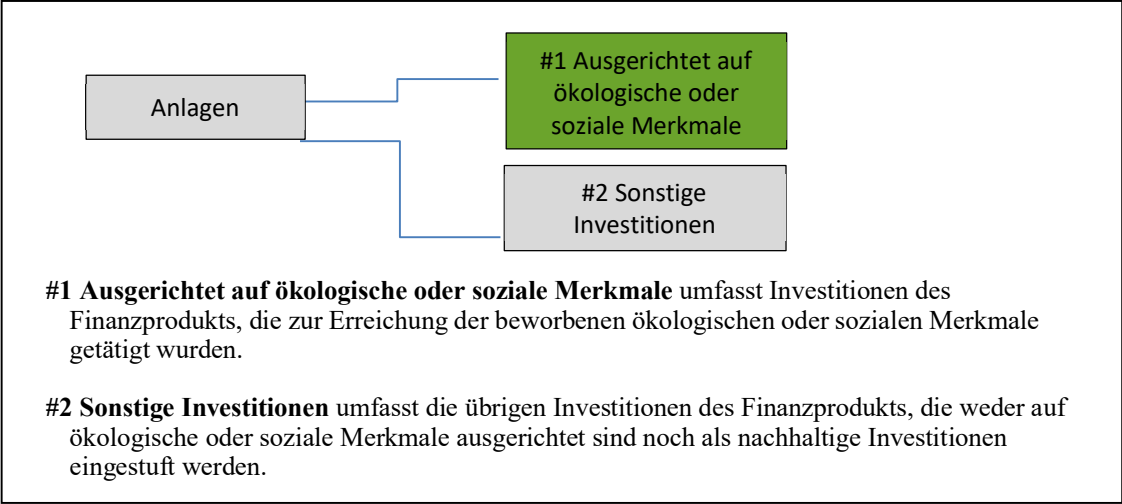 Anlagen
#1 Ausgerichtet auf
ökologische oder
soziale Merkmale
#2 Sonstige
Investitionen
#1 Ausgerichtet auf ökologische oder soziale Merkmale umfasst Investitionen des
Finanzprodukts, die zur Erreichung der beworbenen ökologischen oder sozialen Merkmale
getätigt wurden.
#2 Sonstige Investitionen umfasst die übrigen Investitionen des Finanzprodukts, die weder auf
ökologische oder soziale Merkmale ausgerichtet sind noch als nachhaltige Investitionen
eingestuft werden.